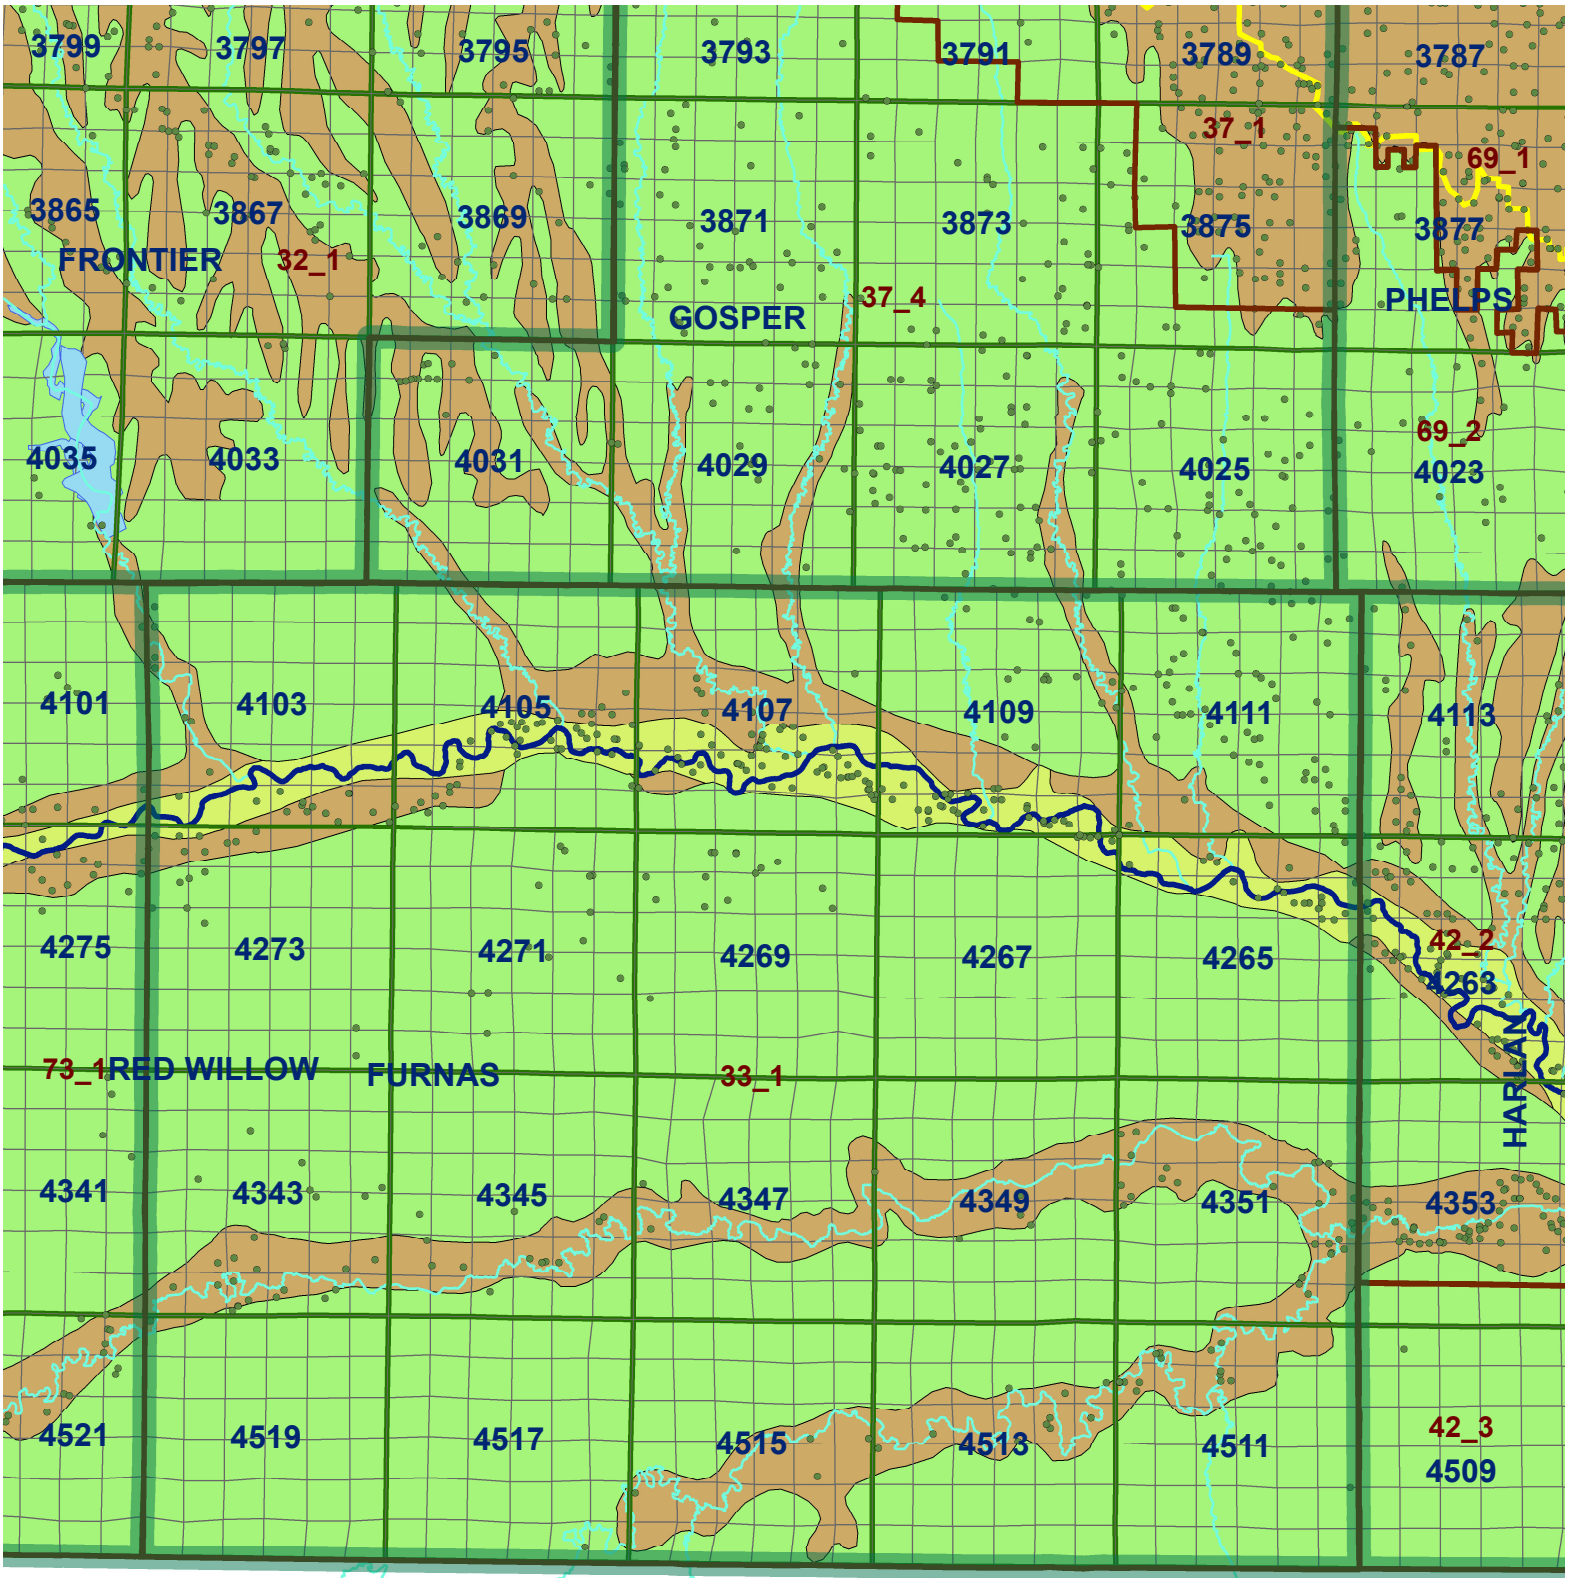 3799 3797 3795 3793 3791 3789 3787
37_1
69_1
3865 3867 3869 3871 3873 3875 3877
FRONTIER 32_1
37_4 PHELPS
GOSPER
69_2
4035 4033 4031 4029 4027 4025 4023
4101 4103 4105 4107 4109 4111 4113
42_2
4275 4273 4271 4269 4267 4265
4263
HARLAN
73_1 RED WILLOW FURNAS 33_1
4341 4343 4345 4347 4349 4351 4353
42_3
4521 4519 4517 4515 4513 4511
4509